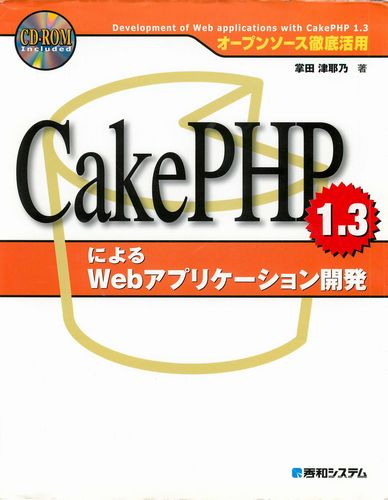 CD-ROM
Included
Development of Web applications with CakePHP 1.3
オープンソース徹底活用
掌田 津耶乃 著
CakePHP
1.3
による
Webアプリケーション開発
秀和システム